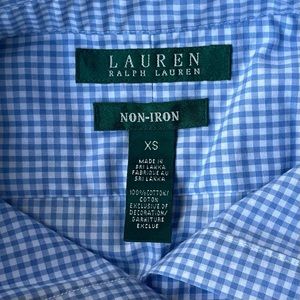 LAUREN
RALPH LAUREN
NON-IRON
XS
MADE IN
SRI LANKA
FABRIQUE AU
SRI LANKA
100% COTTON/
COTON
EXCLUSIVE OF
DECORATION/
GARNITURE
EXCLUE